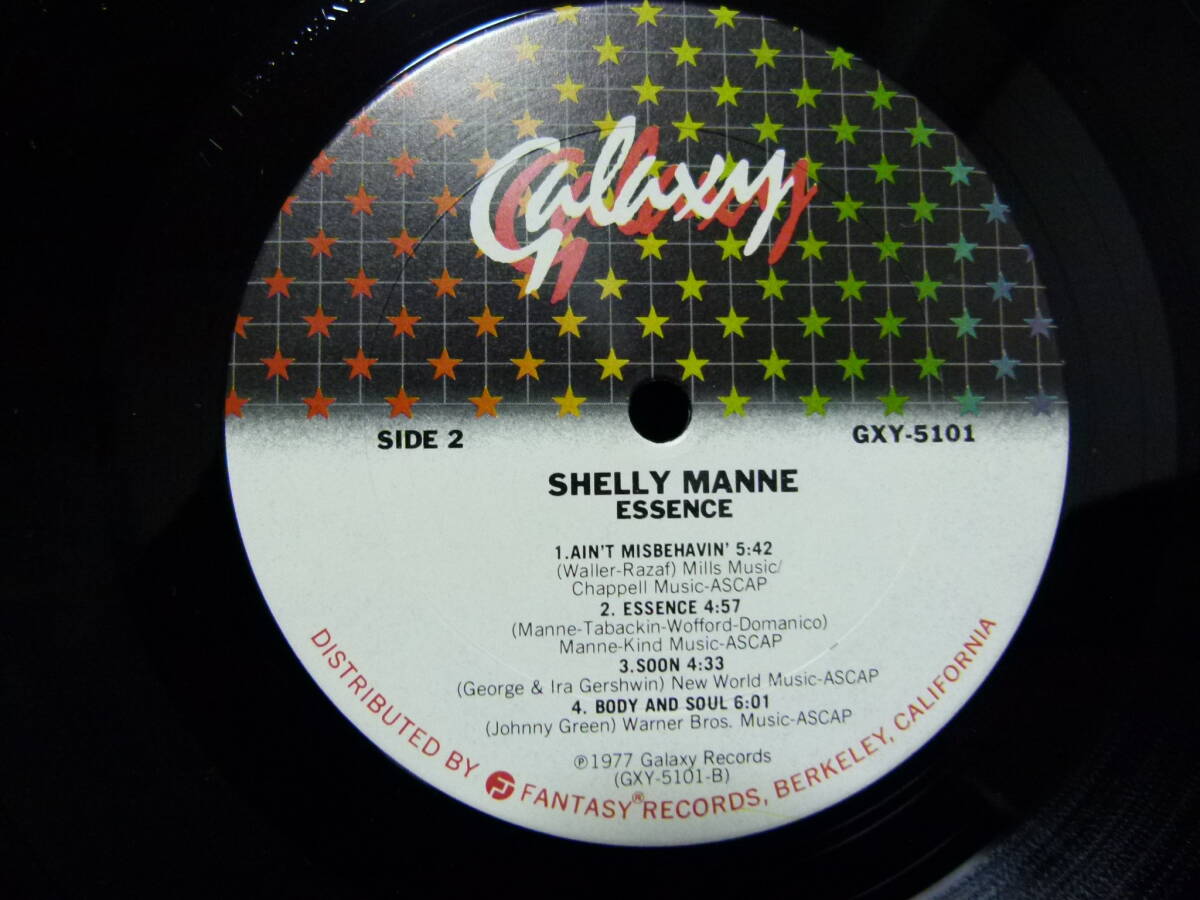 Galaxy
SIDE 2
GXY-5101
SHELLY MANNE
ESSENCE
1.AIN'T MISBEHAVIN' 5:42
(Waller-Razaf) Mills Music/
Chappell Music-ASCAP
2. ESSENCE 4:57
(Manne-Tabackin-Wofford-Domanico)
Manne-Kind Music-ASCAP
3.SOON 4:33
(George & Ira Gershwin) New World Music-ASCAP
4. BODY AND SOUL 6:01
(Johnny Green) Warner Bros. Music-ASCAP
℗1977 Galaxy Records
(GXY-5101-B)
DISTRIBUTED BY FANTASY® RECORDS, BERKELEY, CALIFORNIA